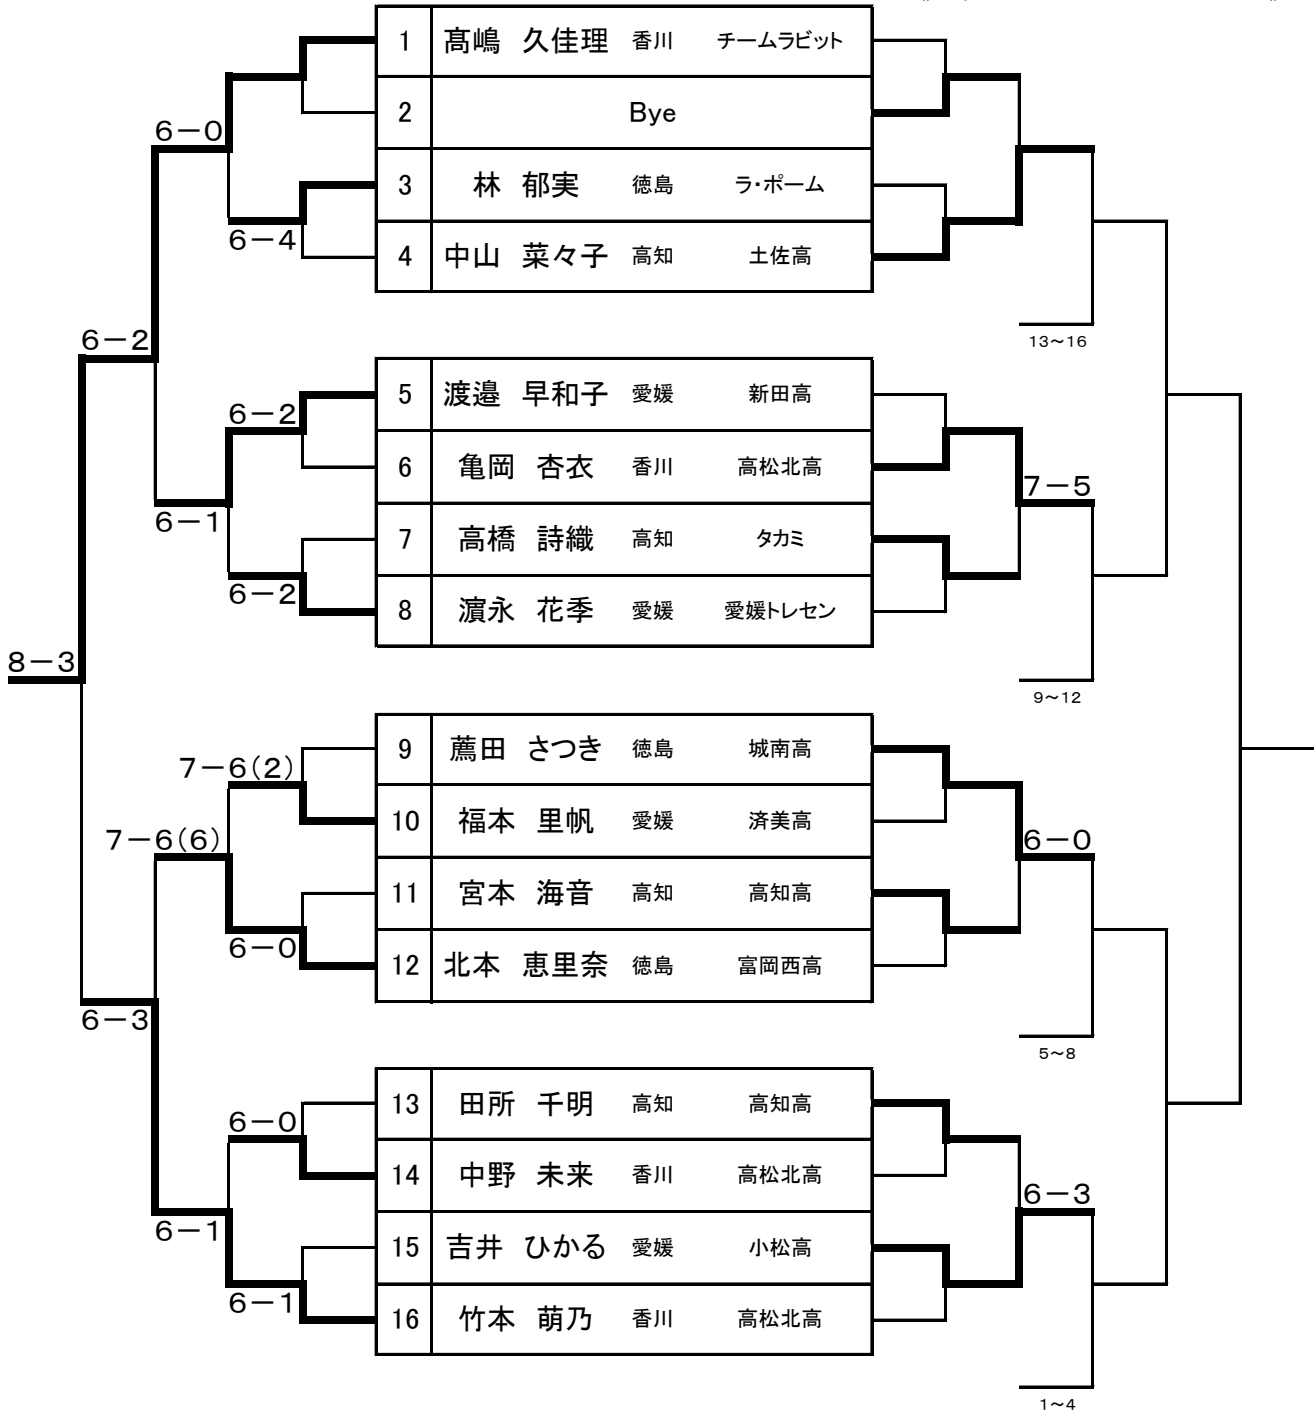 1 髙嶋 久佳理 香川 チームラビット
6－0
2 Bye
3 林 郁実 徳島 ラ・ポーム
6－4
4 中山 菜々子 高知 土佐高
6－2
13～16
5 渡邉 早和子 愛媛 新田高
6－2
6 亀岡 杏衣 香川 高松北高
7－5
6－1
7 高橋 詩織 高知 タカミ
6－2
8 濵永 花季 愛媛 愛媛トレセン
8－3
9～12
9 薦田 さつき 徳島 城南高
7－6(2)
10 福本 里帆 愛媛 済美高
7－6(6)
6－0
11 宮本 海音 高知 高知高
6－0
12 北本 恵里奈 徳島 富岡西高
6－3
5～8
13 田所 千明 高知 高知高
6－0
14 中野 未来 香川 高松北高
6－3
6－1
15 吉井 ひかる 愛媛 小松高
6－1
16 竹本 萌乃 香川 高松北高
1～4